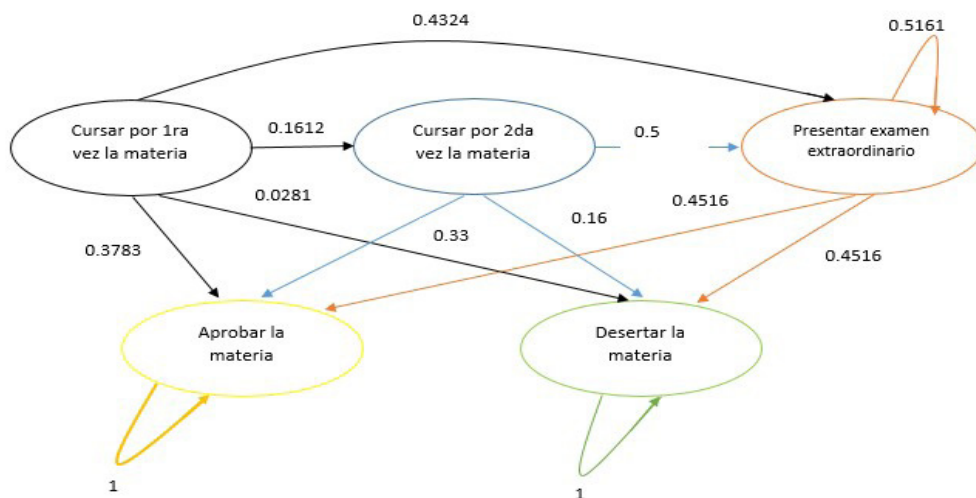 0.4324
0.5161
Cursar por 1ra
vez la materia
0.1612
Cursar por 2da
vez la materia
0.5
Presentar examen
extraordinario
0.0281
0.4516
0.3783
0.33
0.16
0.4516
Aprobar la
materia
Desertar la
materia
1
1